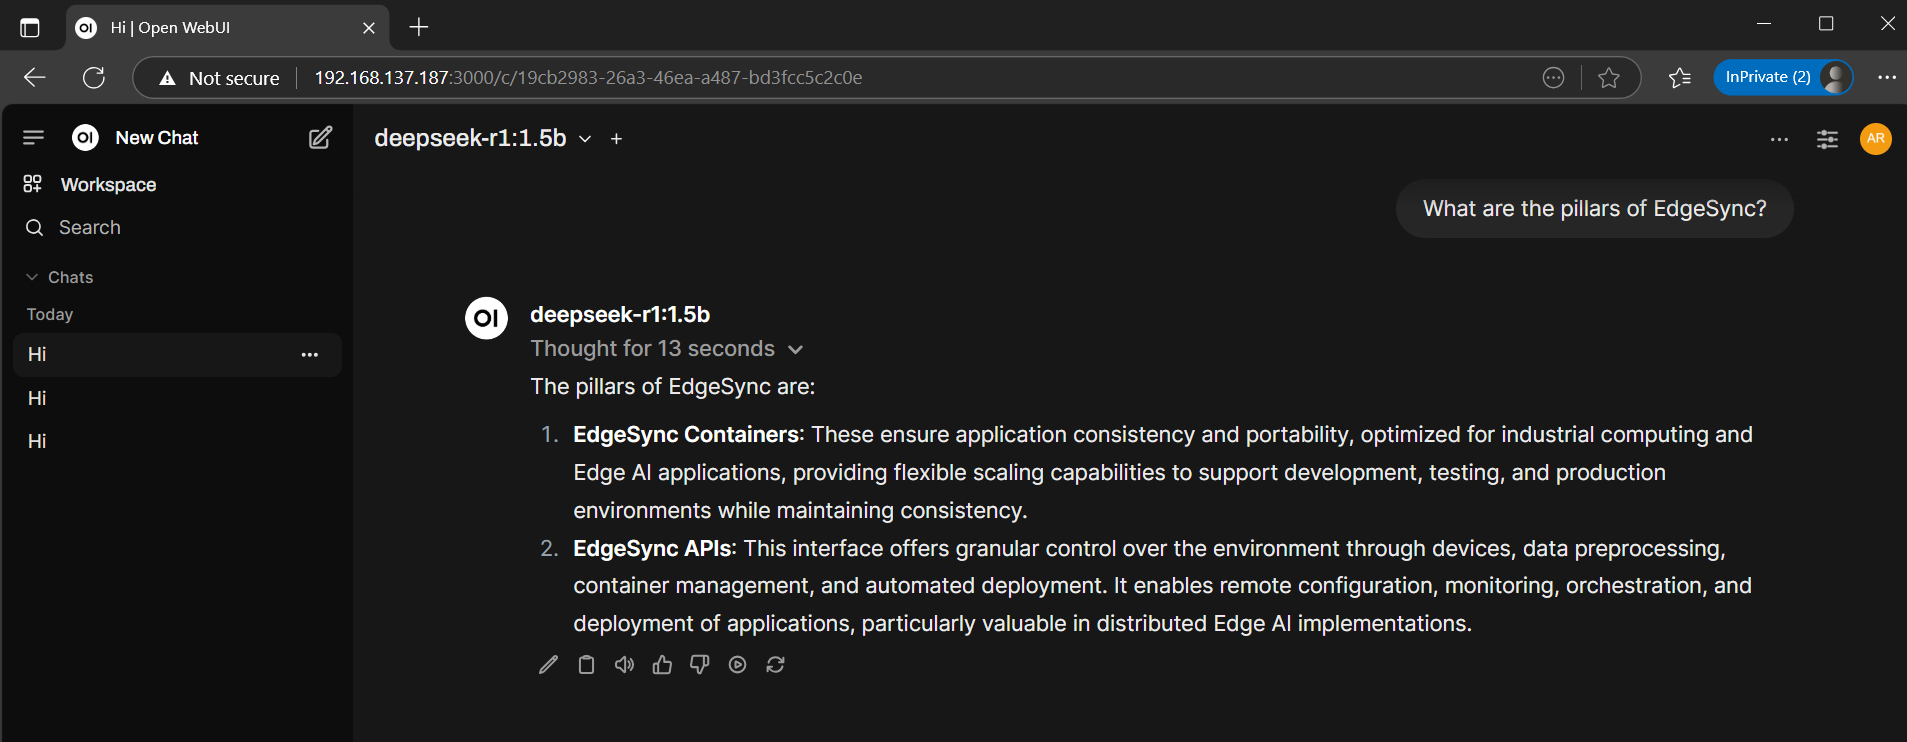 Hi | Open WebUI
Not secure
192.168.137.187:3000/c/19cb2983-26a3-46ea-a487-bd3fcc5c2c0e
InPrivate (2)
OI New Chat
Workspace
Search
Chats
Today
Hi
Hi
Hi
deepseek-r1:1.5b
AR
What are the pillars of EdgeSync?
OI deepseek-r1:1.5b
Thought for 13 seconds
The pillars of EdgeSync are:
1. EdgeSync Containers: These ensure application consistency and portability, optimized for industrial computing and
Edge AI applications, providing flexible scaling capabilities to support development, testing, and production
environments while maintaining consistency.
2. EdgeSync APIs: This interface offers granular control over the environment through devices, data preprocessing,
container management, and automated deployment. It enables remote configuration, monitoring, orchestration, and
deployment of applications, particularly valuable in distributed Edge AI implementations.